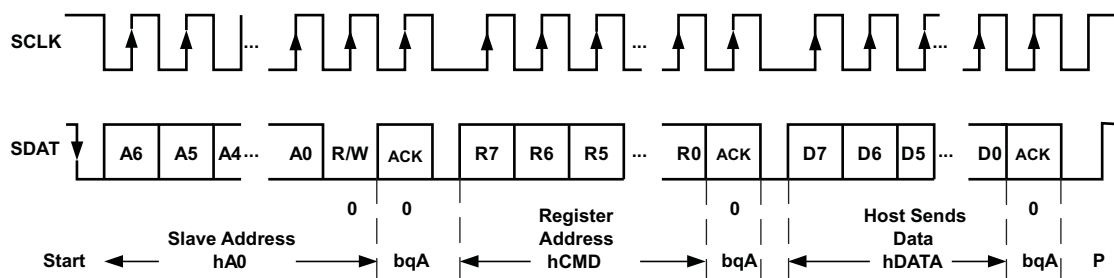 SCLK ... ... ...
SDAT A6 A5 A4 ... A0 R/W ACK R7 R6 R5 ... R0 ACK D7 D6 D5 ... D0 ACK
0 0 0 0
Start Slave Address
hA0
bqA
Register
Address
hCMD
bqA
Host Sends
Data
hDATA
bqA P